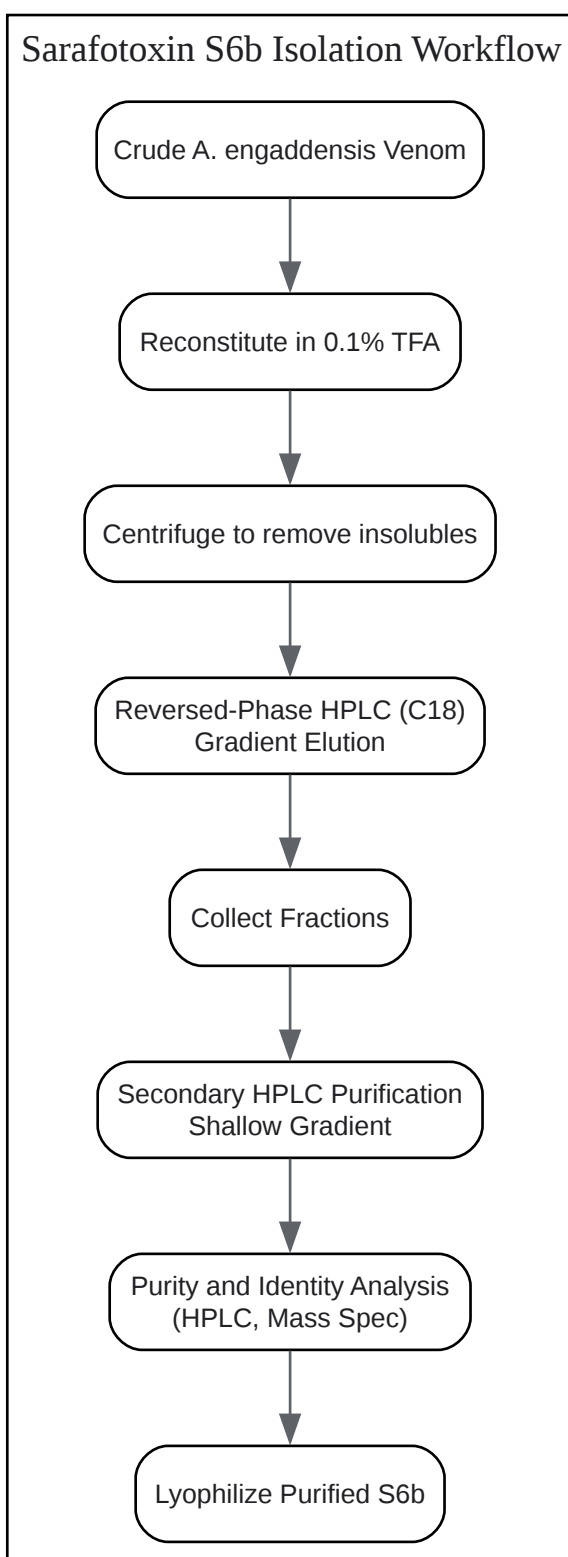 Sarafotoxin S6b Isolation Workflow
Crude A. engaddensis Venom
Reconstitute in 0.1% TFA
Centrifuge to remove insolubles
Reversed-Phase HPLC (C18)
Gradient Elution
Collect Fractions
Secondary HPLC Purification
Shallow Gradient
Purity and Identity Analysis
(HPLC, Mass Spec)
Lyophilize Purified S6b